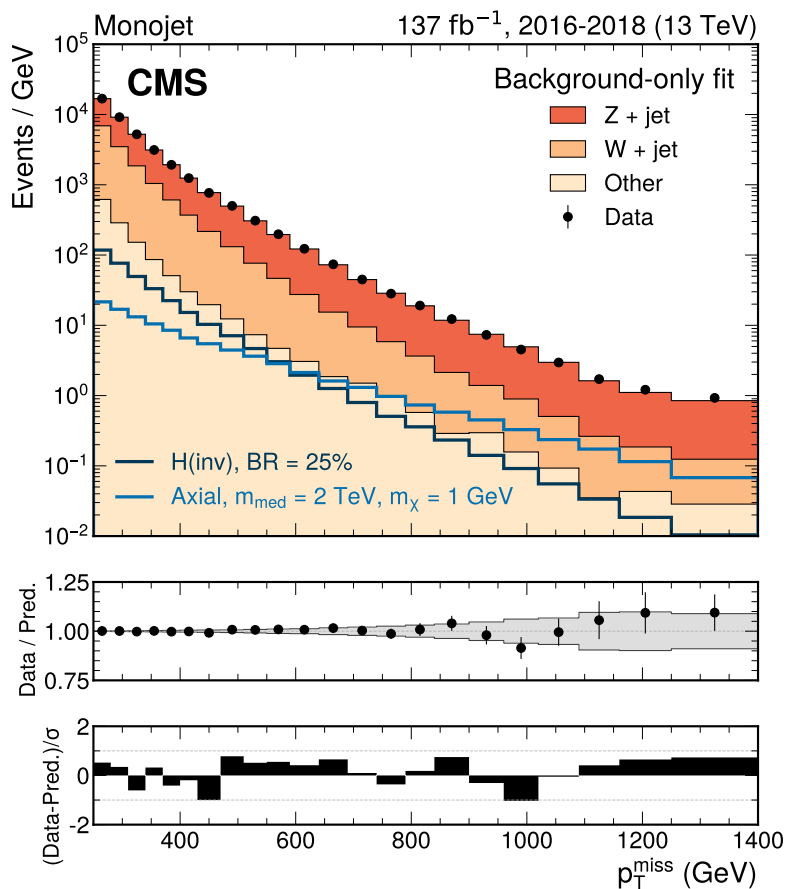 Monojet 137 fb⁻¹, 2016-2018 (13 TeV)
CMS
Background-only fit
Z + jet
W + jet
Other
Data
Events / GeV
10⁵
10⁴
10³
10²
10¹
10⁰
10⁻¹
10⁻²
H(inv), BR = 25%
Axial, m_med = 2 TeV, m_χ = 1 GeV
Data / Pred.
1.25
1.00
0.75
(Data-Pred.)/σ
2
0
-2
400 600 800 1000 1200 1400
p_T^miss (GeV)